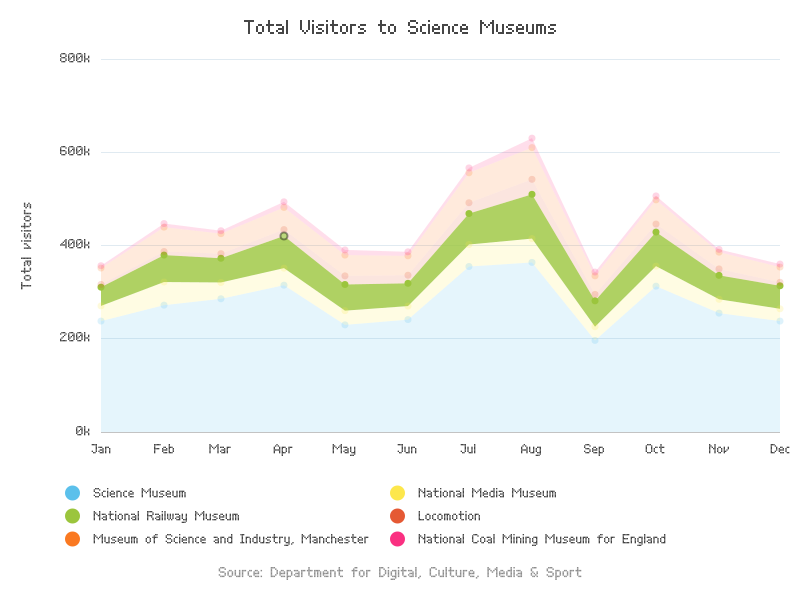 Total Visitors to Science Museums
800k
600k
400k
200k
0k
Total visitors
Jan Feb Mar Apr May Jun Jul Aug Sep Oct Nov Dec
Science Museum
National Media Museum
National Railway Museum
Locomotion
Museum of Science and Industry, Manchester
National Coal Mining Museum for England
Source: Department for Digital, Culture, Media & Sport